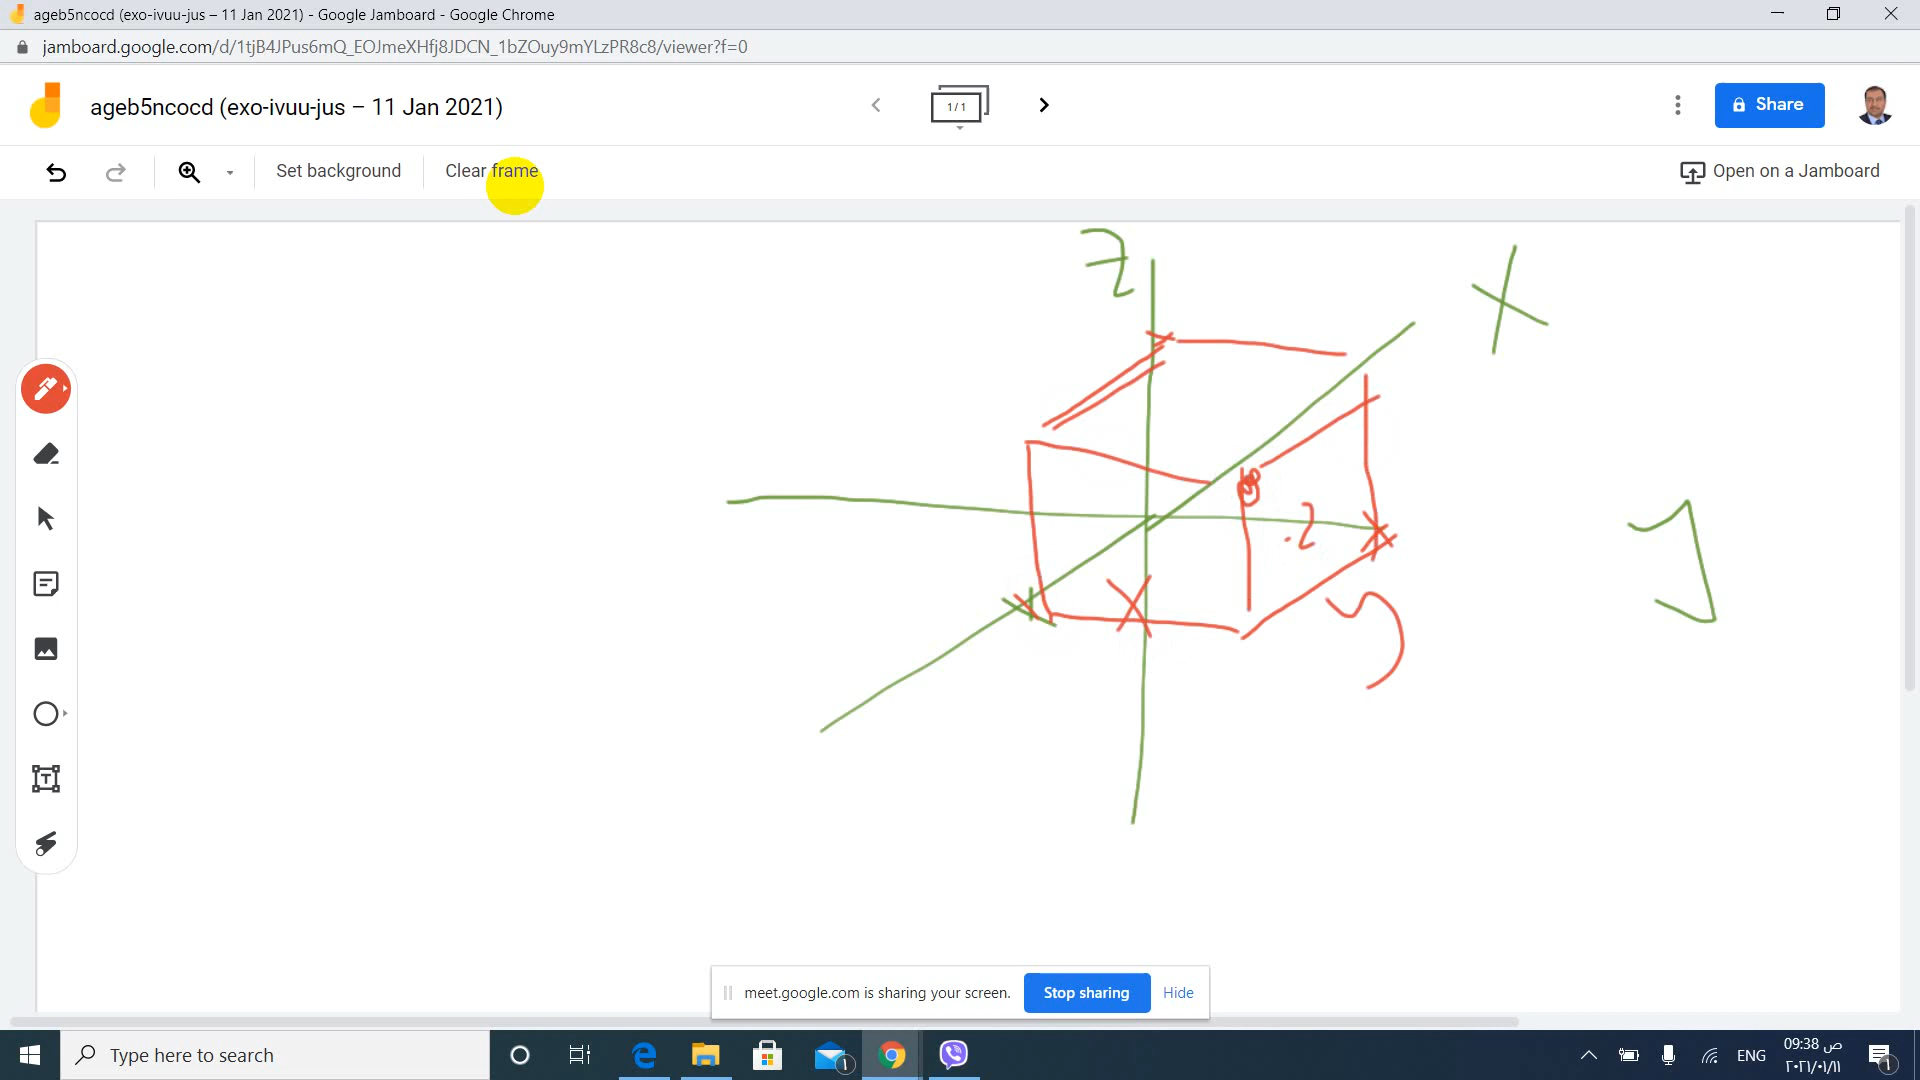 ageb5ncocd (exo-ivuu-jus – 11 Jan 2021) - Google Jamboard - Google Chrome
jamboard.google.com/d/1tjB4JPus6mQ_EOJmeXHfj8JDCN_1bZOuy9mYLzPR8c8/viewer?f=0
ageb5ncocd (exo-ivuu-jus – 11 Jan 2021)
1/1
Share
Set background
Clear frame
Open on a Jamboard
Z
X
y
x
y
meet.google.com is sharing your screen.
Stop sharing
Hide
Type here to search
ENG
09:38 ص
٢٠٢١/٠١/١١